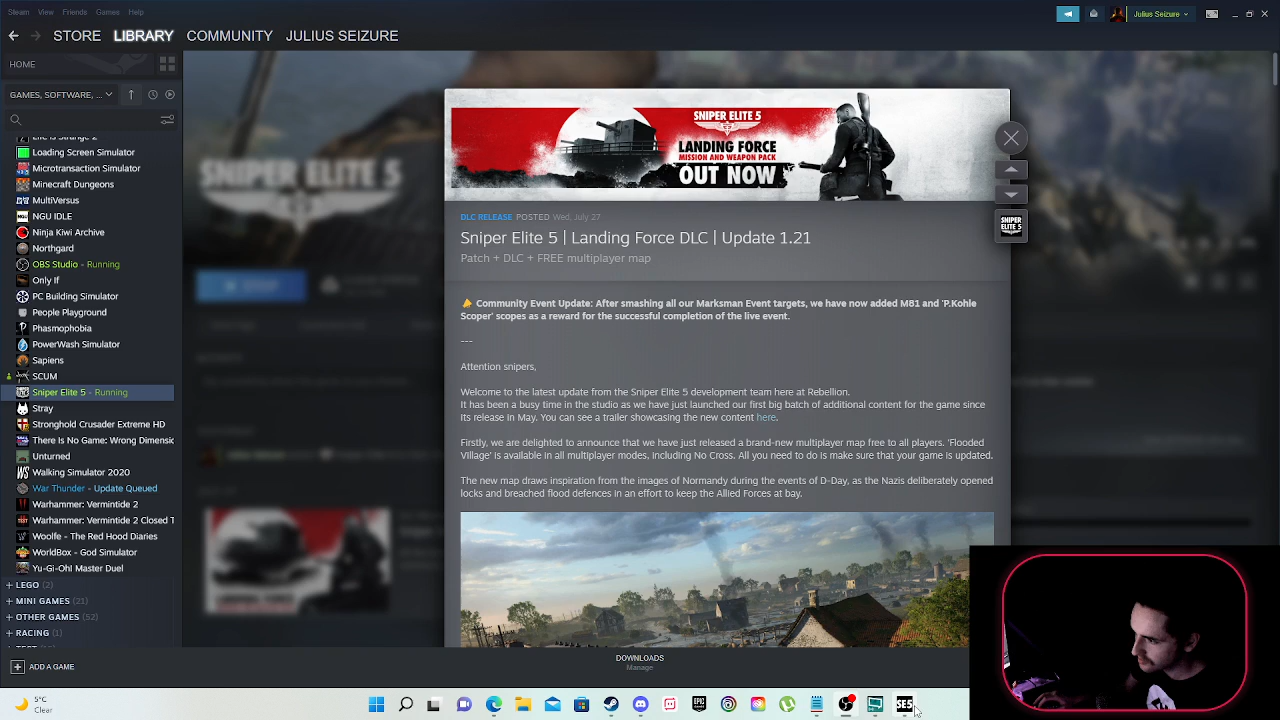 Steam View Friends Games Help
Julius Seizure
STORE LIBRARY COMMUNITY JULIUS SEIZURE
HOME
GAMES, SOFTWARE, ...
Life is Strange 2
Loading Screen Simulator
Microtransaction Simulator
Minecraft Dungeons
MultiVersus
NGU IDLE
Ninja Kiwi Archive
Northgard
OBS Studio - Running
Only If
PC Building Simulator
People Playground
Phasmophobia
PowerWash Simulator
Sapiens
SCUM
Sniper Elite 5 - Running
Stray
Stronghold Crusader Extreme HD
There Is No Game: Wrong Dimensic
Unturned
Walking Simulator 2020
War Thunder - Update Queued
Warhammer: Vermintide 2
Warhammer: Vermintide 2 Closed T
Woolfe - The Red Hood Diaries
WorldBox - God Simulator
Yu-Gi-Oh! Master Duel
+ LEGO (2)
+ MINI GAMES (21)
+ OTHER GAMES (52)
+ RACING (1)
ADD A GAME
SNIPER ELITE 5
SNIPER ELITE 5
LANDING FORCE
MISSION AND WEAPON PACK
OUT NOW
SNIPER
ELITE 5
DLC RELEASE POSTED Wed, July 27
Sniper Elite 5 | Landing Force DLC | Update 1.21
Patch + DLC + FREE multiplayer map
Community Event Update: After smashing all our Marksman Event targets, we have now added M81 and 'P.Kohle
Scoper' scopes as a reward for the successful completion of the live event.
---
Attention snipers,
Welcome to the latest update from the Sniper Elite 5 development team here at Rebellion.
It has been a busy time in the studio as we have just launched our first big batch of additional content for the game since
its release in May. You can see a trailer showcasing the new content here.
Firstly, we are delighted to announce that we have just released a brand-new multiplayer map free to all players. 'Flooded
Village' is available in all multiplayer modes, including No Cross. All you need to do is make sure that your game is updated.
The new map draws inspiration from the images of Normandy during the events of D-Day, as the Nazis deliberately opened
locks and breached flood defences in an effort to keep the Allied Forces at bay.
DOWNLOADS
Manage
5°C
Clear
EPIC
SE5